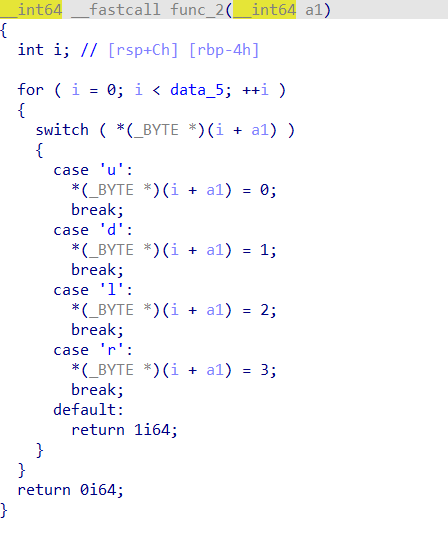 __int64 __fastcall func_2(__int64 a1)
{
  int i; // [rsp+Ch] [rbp-4h]

  for ( i = 0; i < data_5; ++i )
  {
    switch ( *(_BYTE *)(i + a1) )
    {
      case 'u':
        *(_BYTE *)(i + a1) = 0;
        break;
      case 'd':
        *(_BYTE *)(i + a1) = 1;
        break;
      case 'l':
        *(_BYTE *)(i + a1) = 2;
        break;
      case 'r':
        *(_BYTE *)(i + a1) = 3;
        break;
      default:
        return 1i64;
    }
  }
  return 0i64;
}